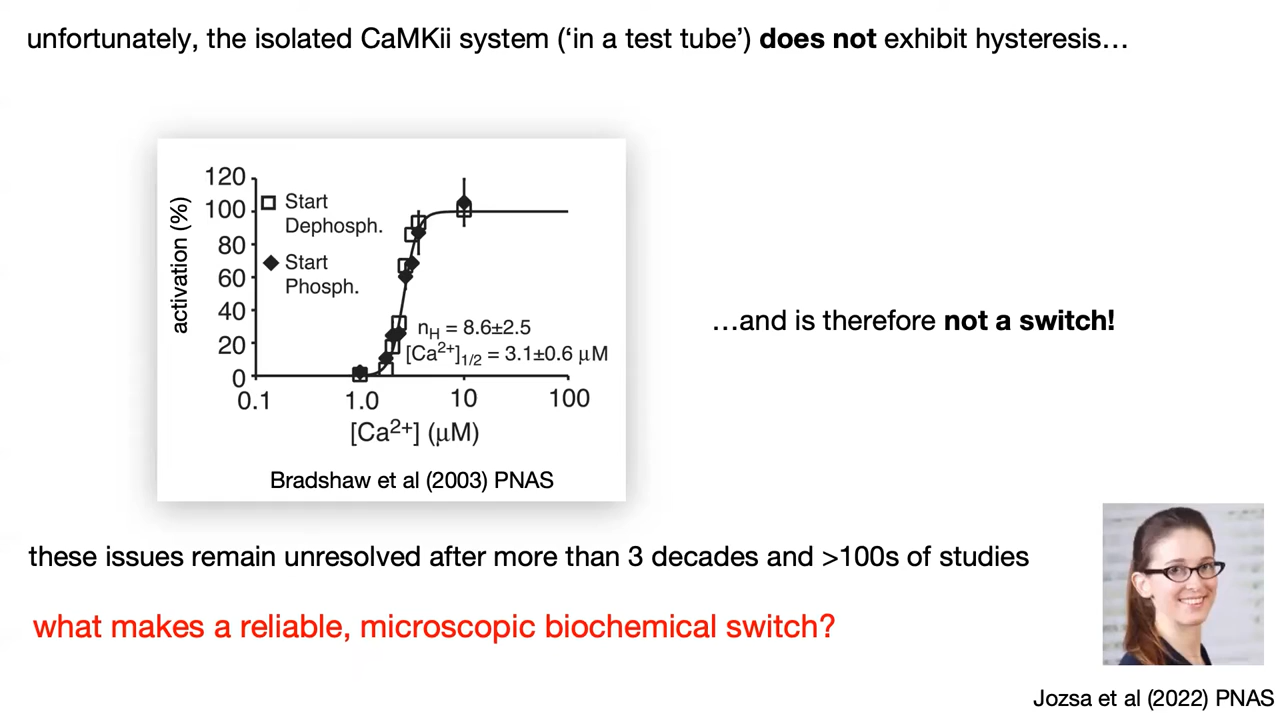 unfortunately, the isolated CaMKii system (‘in a test tube’) does not exhibit hysteresis…
120
100
80
60
40
20
0
activation (%)
Start
Dephosph.
Start
Phosph.
nH = 8.6±2.5
[Ca2+]1/2 = 3.1±0.6 μM
0.1
1.0
10
100
[Ca2+] (μM)
Bradshaw et al (2003) PNAS
…and is therefore not a switch!
these issues remain unresolved after more than 3 decades and >100s of studies
what makes a reliable, microscopic biochemical switch?
Jozsa et al (2022) PNAS